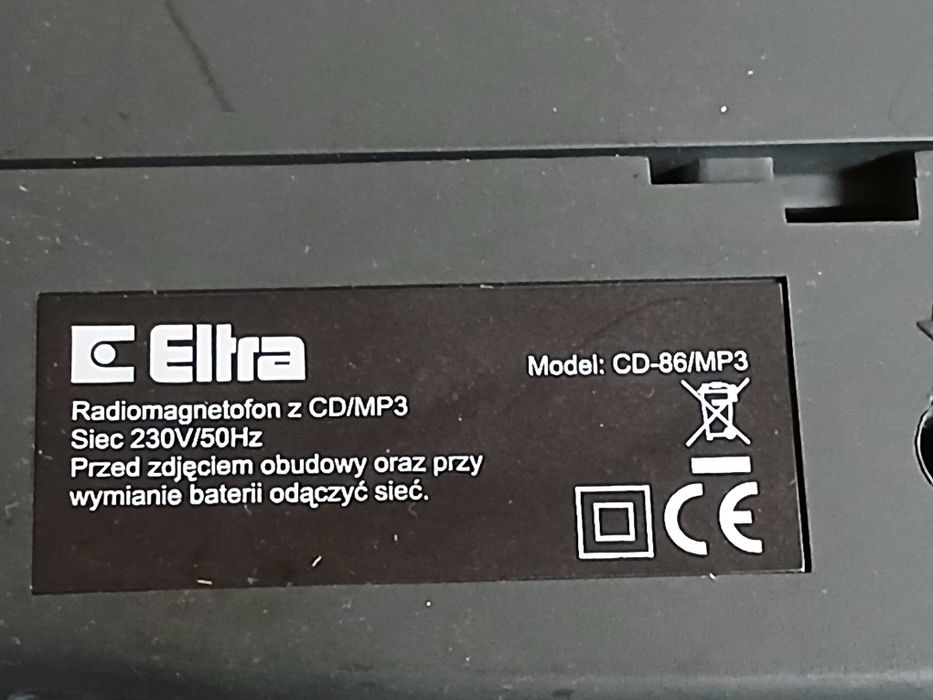 Eltra
Model: CD-86/MP3
Radiomagnetofon z CD/MP3
Siec 230V/50Hz
Przed zdjęciem obudowy oraz przy
wymianie baterii odączyć sieć.
CE